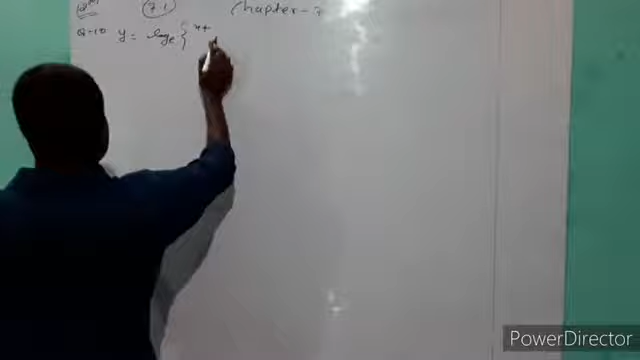 7.1 Chapter-7
Q-10 y = logₑ { x+
PowerDirector